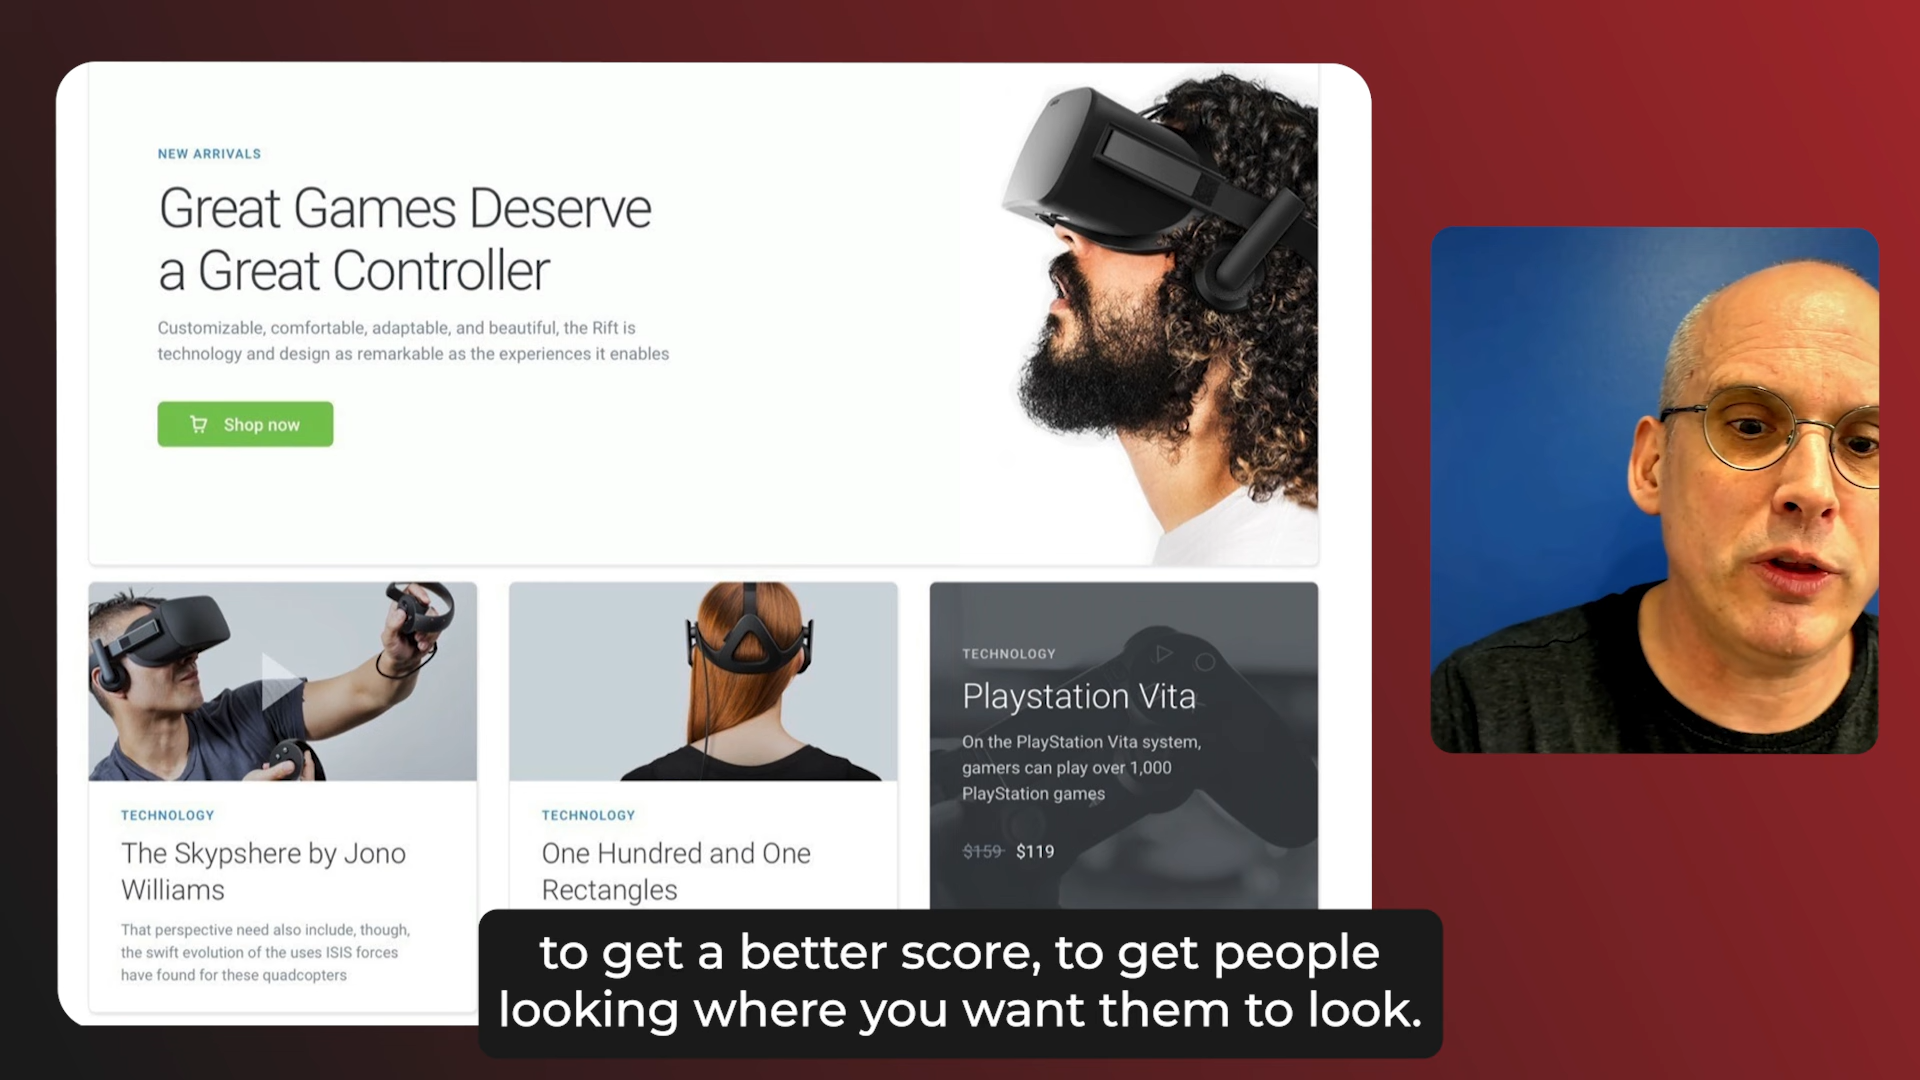 NEW ARRIVALS
Great Games Deserve
a Great Controller
Customizable, comfortable, adaptable, and beautiful, the Rift is
technology and design as remarkable as the experiences it enables
Shop now
TECHNOLOGY
The Skypshere by Jono
Williams
That perspective need also include, though,
the swift evolution of the uses ISIS forces
have found for these quadcopters
TECHNOLOGY
One Hundred and One
Rectangles
TECHNOLOGY
Playstation Vita
On the PlayStation Vita system,
gamers can play over 1,000
PlayStation games
$159 $119
to get a better score, to get people
looking where you want them to look.